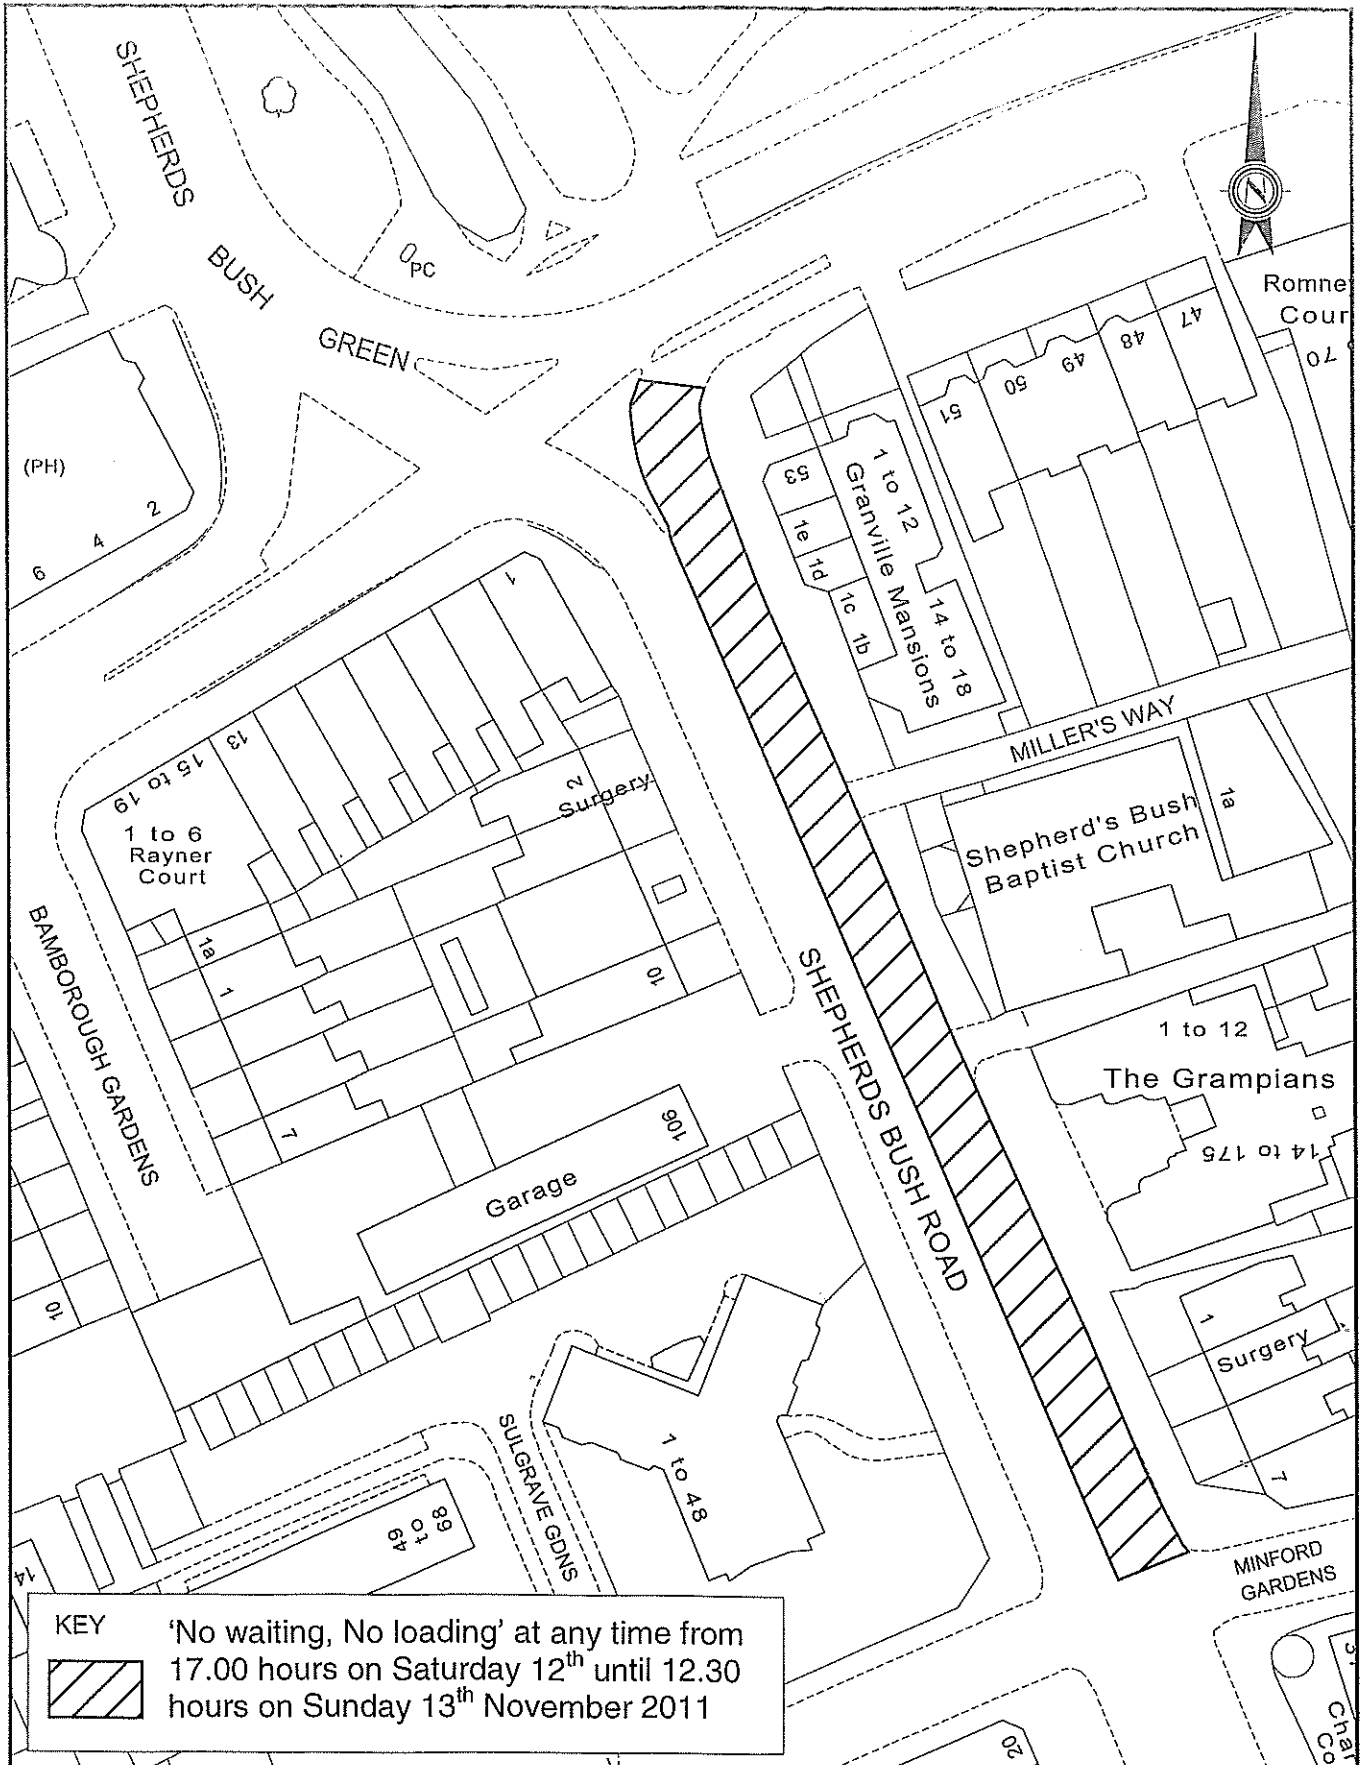 SHEPHERDS
BUSH
GREEN
PC
N
Romne
Cour
70
47
48
49
50
51
(PH)
2
4
6
53
1e
1d
1c
1b
1 to 12
Granville Mansions
14 to 18
1
13
15 to 19
1 to 6
Rayner
Court
2
Surgery
MILLER'S WAY
1a
Shepherd's Bush
Baptist Church
BAMBOROUGH GARDENS
1a
1
7
10
10
SHEPHERDS BUSH ROAD
1 to 12
The Grampians
14 to 175
106
Garage
1
Surgery
7
SULGRAVE GDNS
1 to 48
68
to
49
14
MINFORD
GARDENS
20
Char
Co
KEY
'No waiting, No loading' at any time from
17.00 hours on Saturday 12th until 12.30
hours on Sunday 13th November 2011